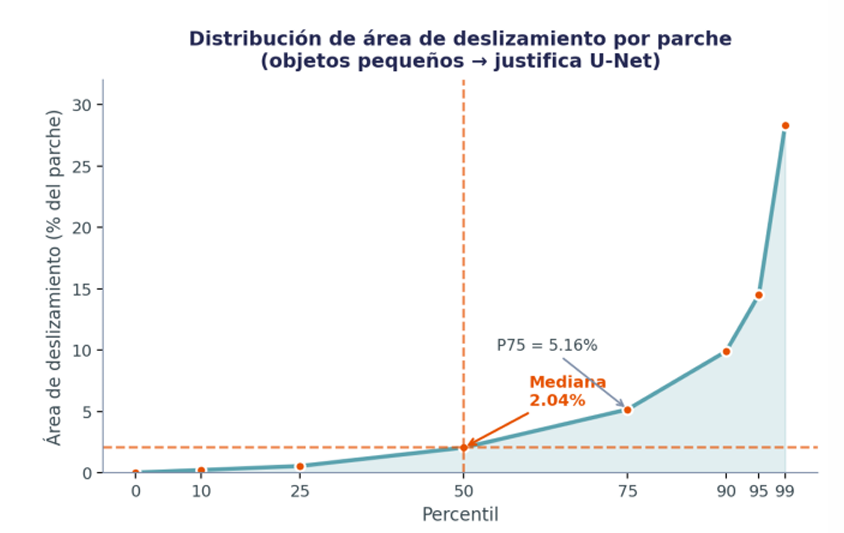 Distribución de área de deslizamiento por parche
(objetos pequeños → justifica U-Net)
Área de deslizamiento (% del parche)
30
25
20
15
10
5
0
P75 = 5.16%
Mediana
2.04%
0 10 25 50 75 90 95 99
Percentil